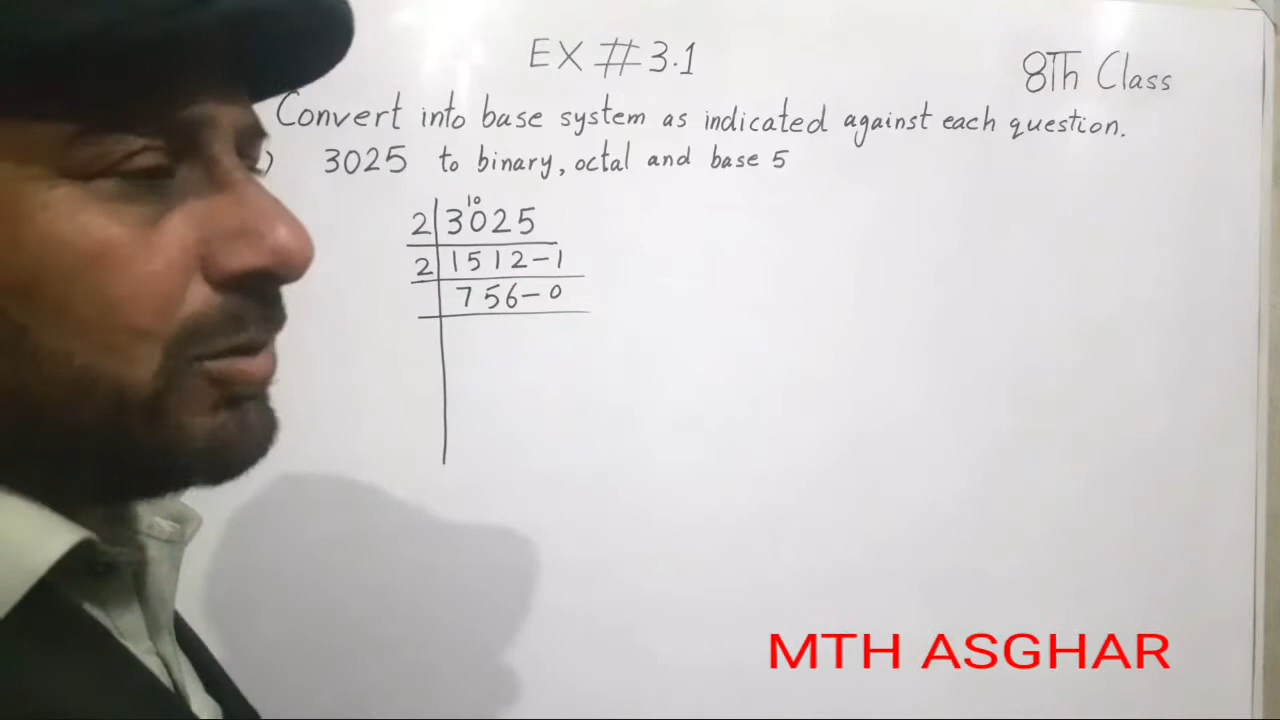 EX # 3.1
8Th Class
Convert into base system as indicated against each question.
) 3025 to binary, octal and base 5
10
2 | 3025
2 | 1512 - 1
756 - 0
MTH ASGHAR